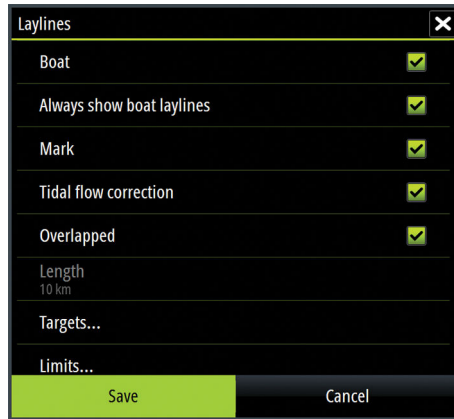 Laylines
Boat
Always show boat laylines
Mark
Tidal flow correction
Overlapped
Length
10 km
Targets...
Limits...
Save
Cancel